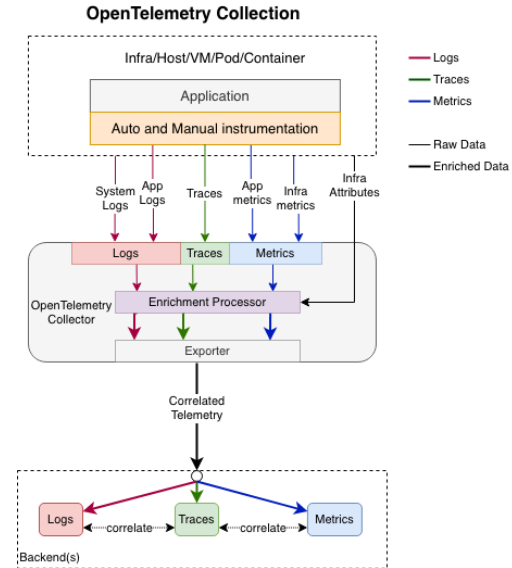 OpenTelemetry Collection
Infra/Host/VM/Pod/Container
Application
Auto and Manual instrumentation
Logs
Traces
Metrics
Raw Data
Enriched Data
System
Logs
App
Logs
Traces
App
metrics
Infra
metrics
Infra
Attributes
Logs
Traces
Metrics
OpenTelemetry
Collector
Enrichment Processor
Exporter
Correlated
Telemetry
Logs
correlate
Traces
correlate
Metrics
Backend(s)